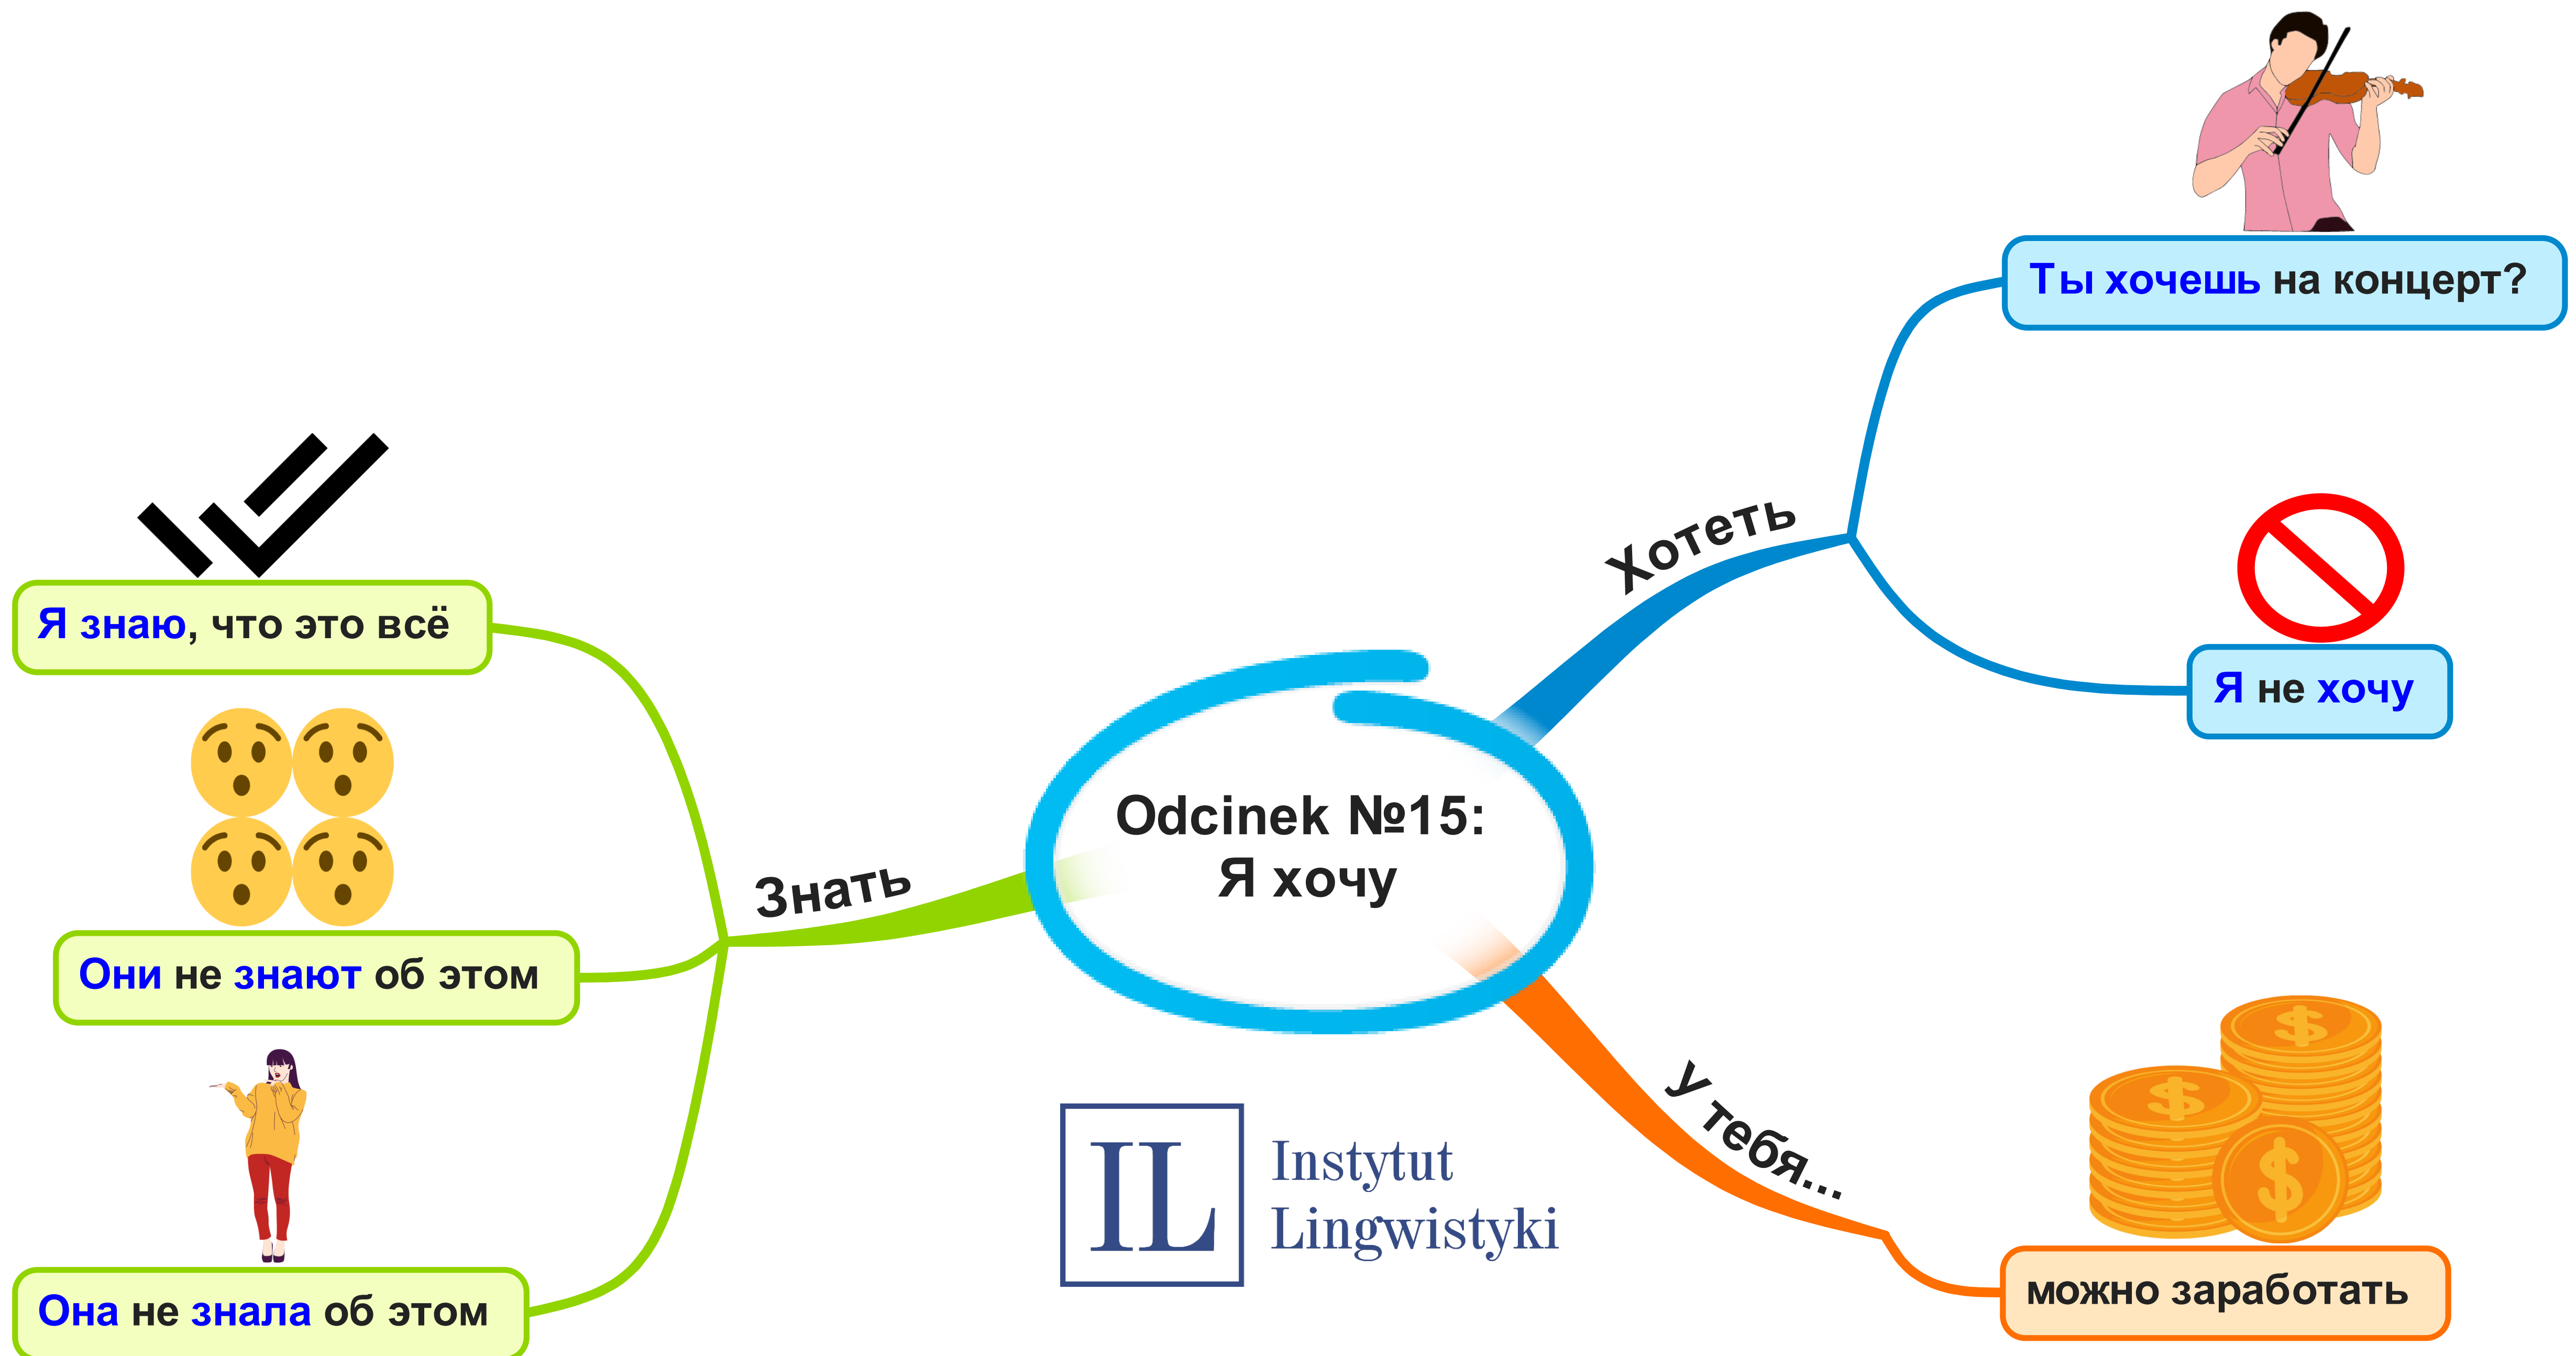 Odcinek №15:
Я хочу
Хотеть
Ты хочешь на концерт?
Я не хочу
У тебя...
можно заработать
Знать
Я знаю, что это всё
Они не знают об этом
Она не знала об этом
IL
Instytut
Lingwistyki